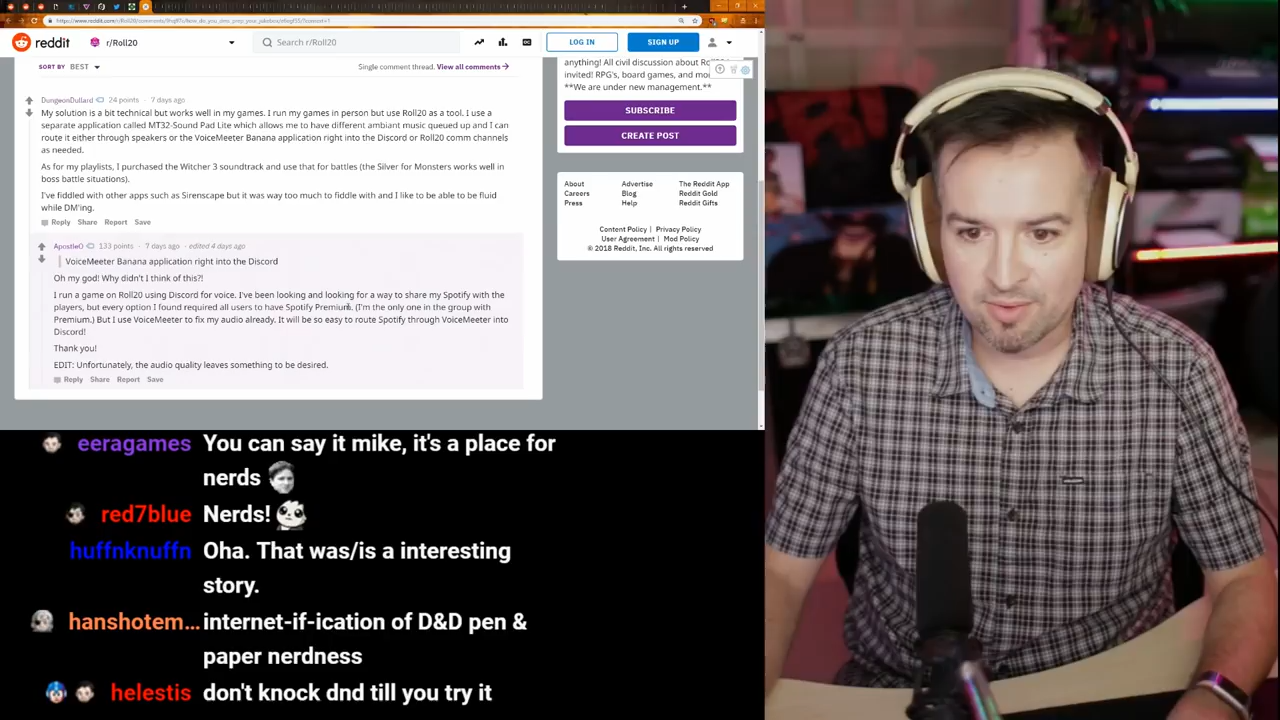 reddit
r/Roll20
Search r/Roll20
LOG IN
SIGN UP
SORT BY BEST
Single comment thread. View all comments
DungeonDullard 24 points · 7 days ago
My solution is a bit technical but works well in my games. I run my games in person but use Roll20 as a tool. I use a
separate application called MT32-Sound Pad Lite which allows me to have different ambiant music queued up and I can
route it either through speakers or the VoiceMeeter Banana application right into the Discord or Roll20 comm channels
as needed.
As for my playlists, I purchased the Witcher 3 soundtrack and use that for battles (the Silver for Monsters works well in
boss battle situations).
I've fiddled with other apps such as Sirenscape but it was way too much to fiddle with and I like to be able to be fluid
while DM'ing.
Reply Share Report Save
ApostleO 133 points · 7 days ago · edited 4 days ago
VoiceMeeter Banana application right into the Discord
Oh my god! Why didn't I think of this?!
I run a game on Roll20 using Discord for voice. I've been looking and looking for a way to share my Spotify with the
players, but every option I found required all users to have Spotify Premium. (I'm the only one in the group with
Premium.) But I use VoiceMeeter to fix my audio already. It will be so easy to route Spotify through VoiceMeeter into
Discord!
Thank you!
EDIT: Unfortunately, the audio quality leaves something to be desired.
Reply Share Report Save
anything! All civil discussion about
invited! RPG's, board games, and
**We are under new management.**
SUBSCRIBE
CREATE POST
About Advertise The Reddit App
Careers Blog Reddit Gold
Press Help Reddit Gifts
Content Policy | Privacy Policy
User Agreement | Mod Policy
© 2018 Reddit, Inc. All rights reserved
eeragames You can say it mike, it's a place for
nerds
red7blue Nerds!
huffnknuffn Oha. That was/is a interesting
story.
hanshotem... internet-if-ication of D&D pen &
paper nerdness
helestis don't knock dnd till you try it